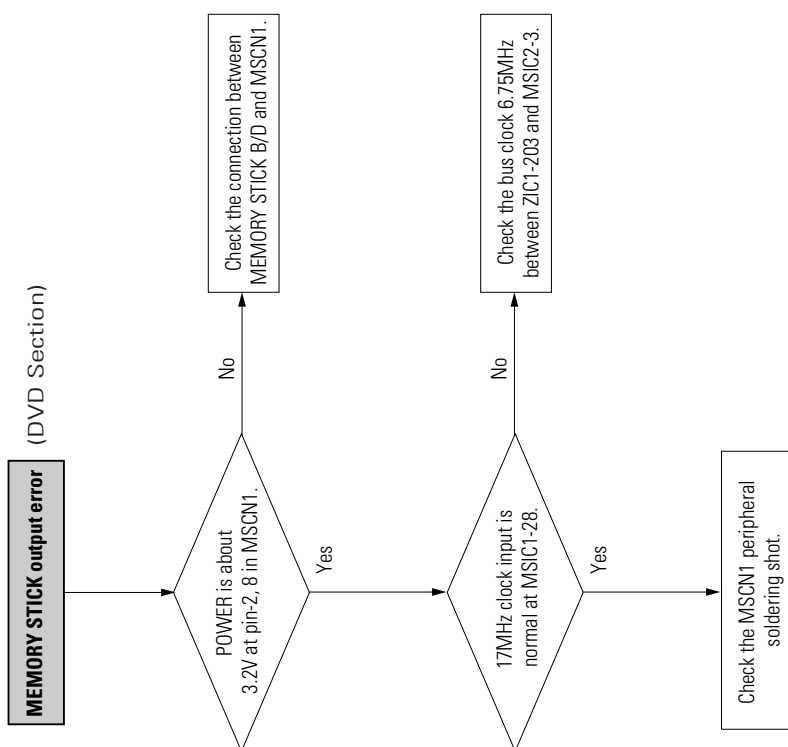 MEMORY STICK output error
(DVD Section)
POWER is about
3.2V at pin-2, 8 in MSCN1.
No
Check the connection between
MEMORY STICK B/D and MSCN1.
Yes
17MHz clock input is
normal at MSIC1-28.
No
Check the bus clock 6.75MHz
between ZIC1-203 and MSIC2-3.
Yes
Check the MSCN1 peripheral
soldering shot.